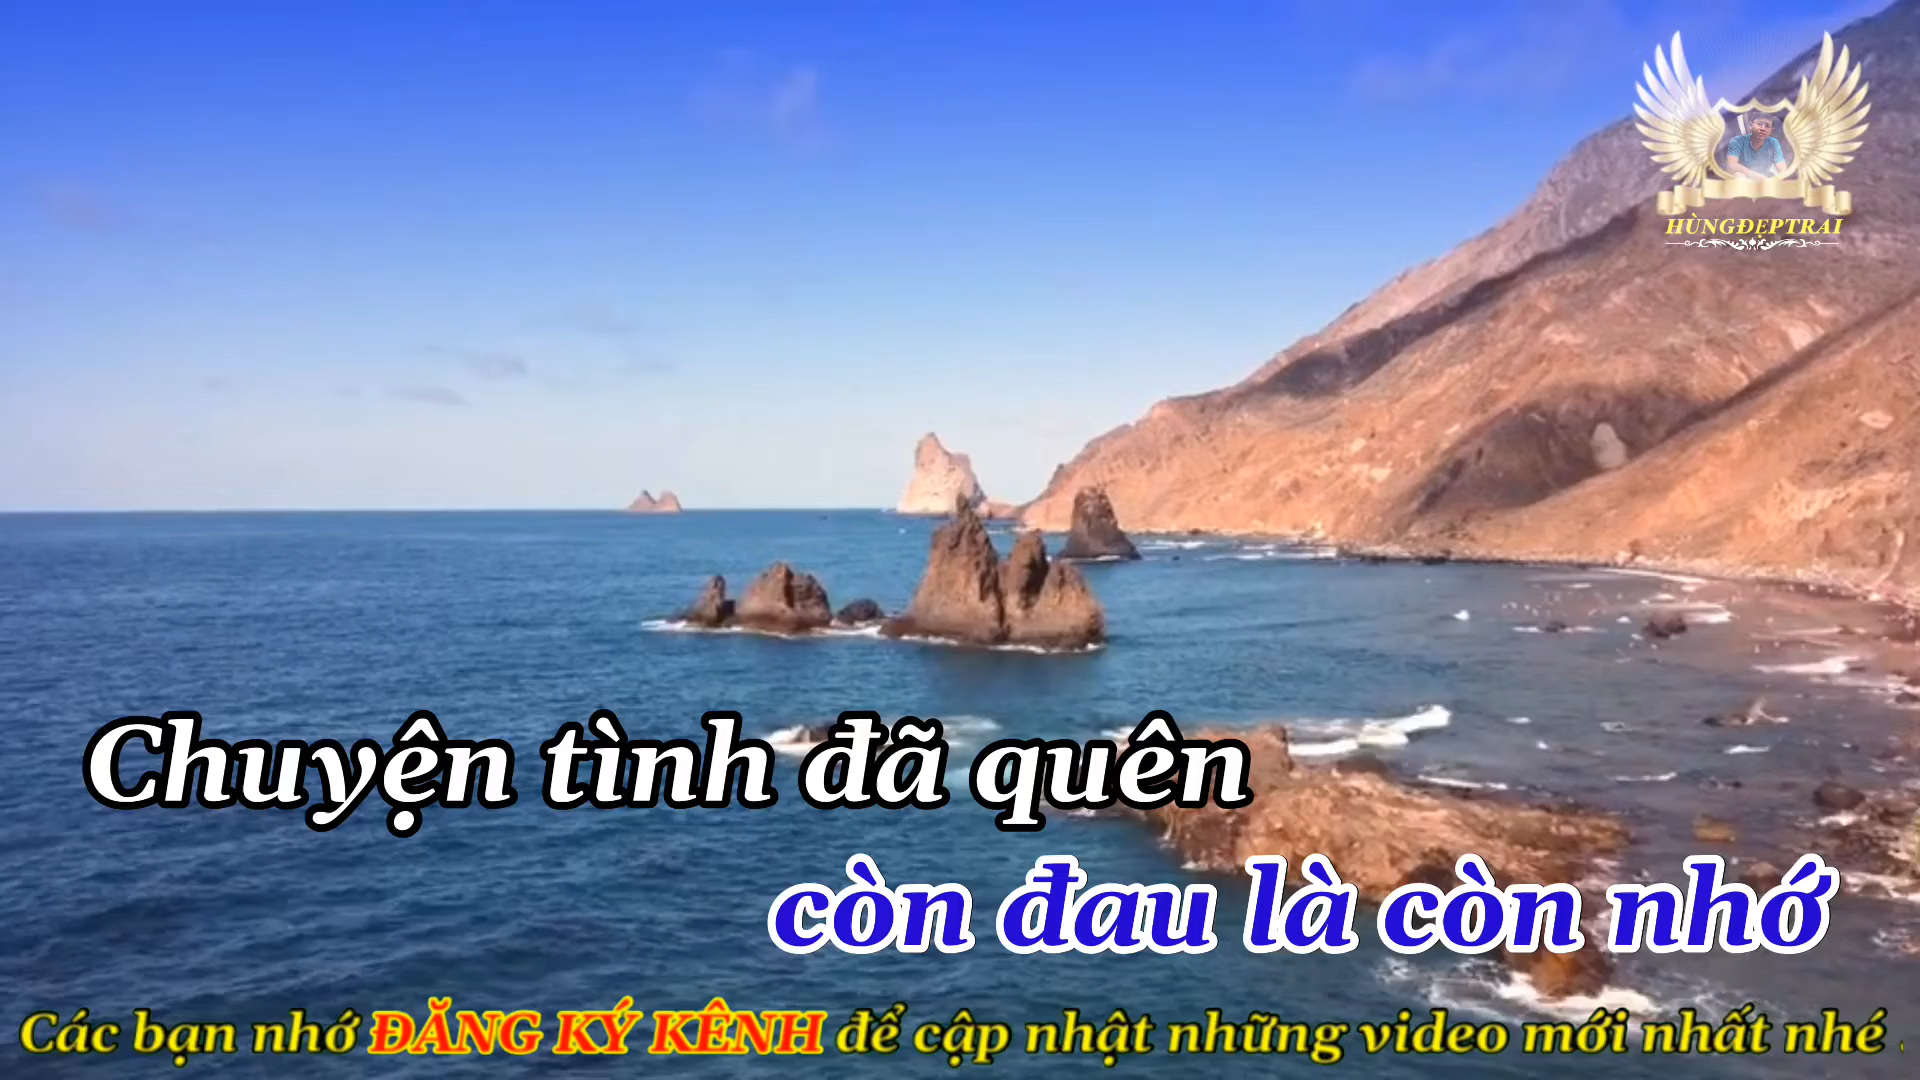 HÙNGĐẸPTRAI
Chuyện tình đã quên
còn đau là còn nhớ
Các bạn nhớ ĐĂNG KÝ KÊNH để cập nhật những video mới nhất nhé .